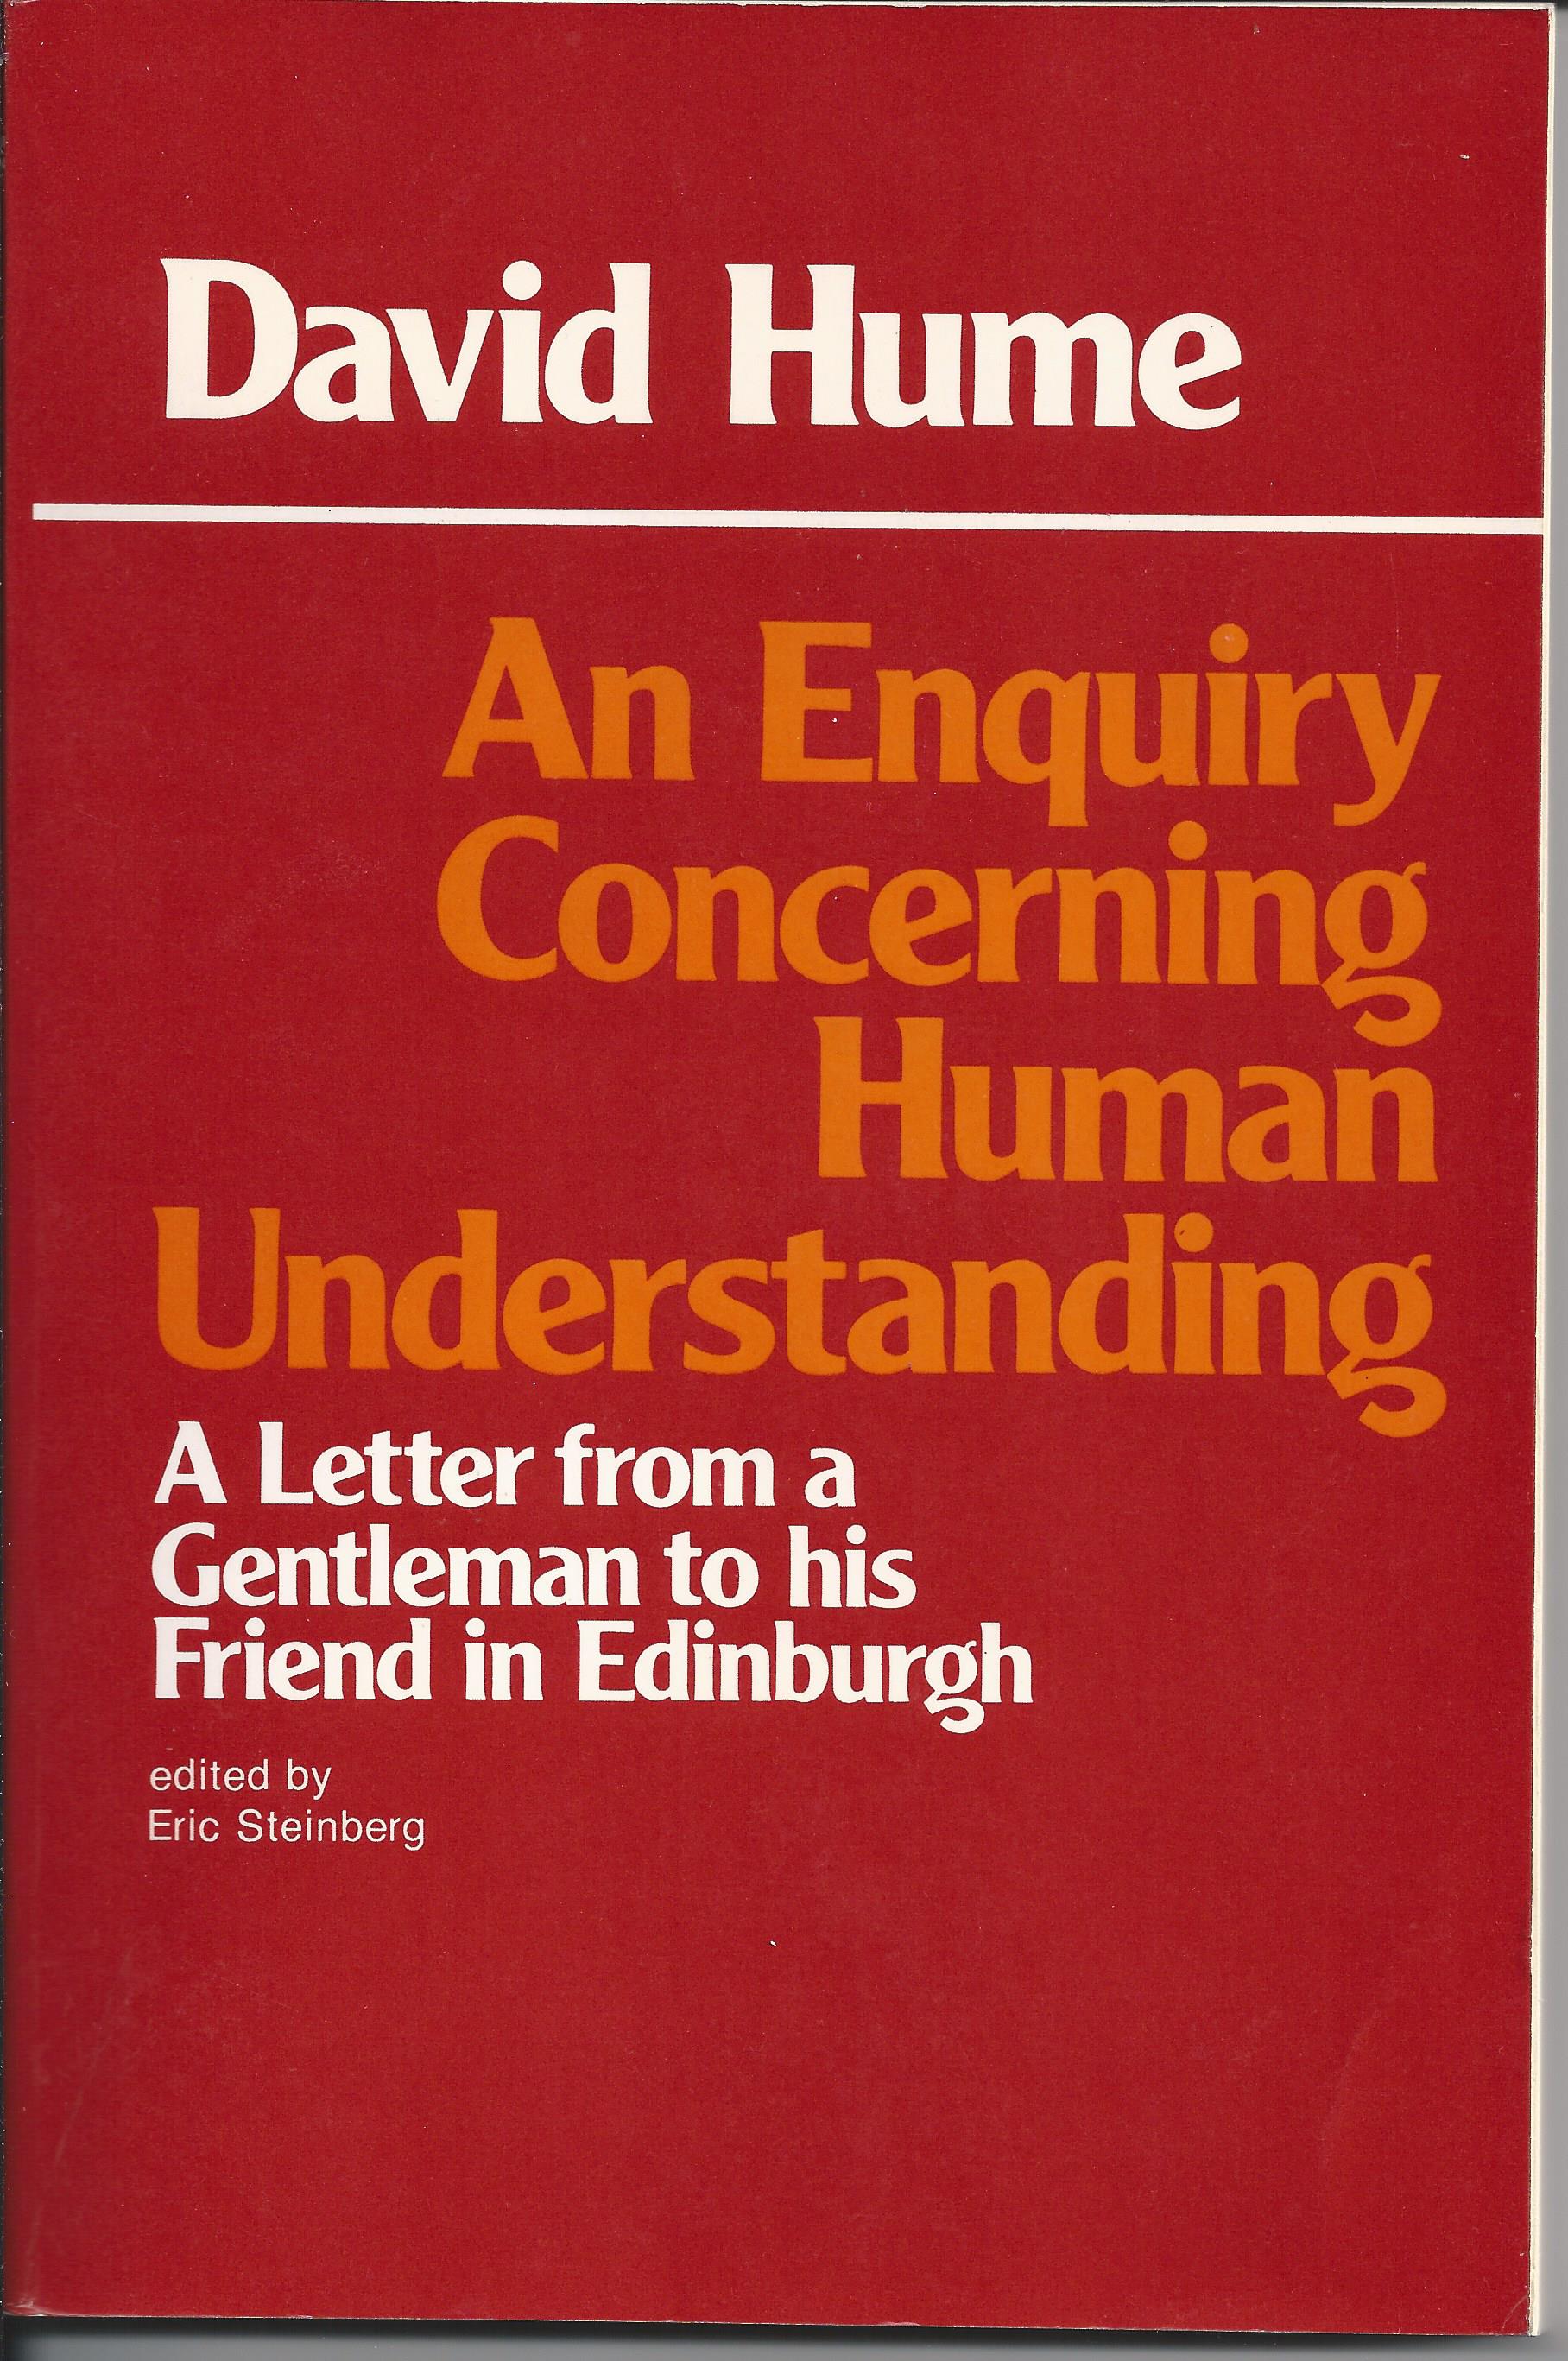 David Hume
An Enquiry
Concerning
Human
Understanding
A Letter from a
Gentleman to his
Friend in Edinburgh
edited by
Eric Steinberg